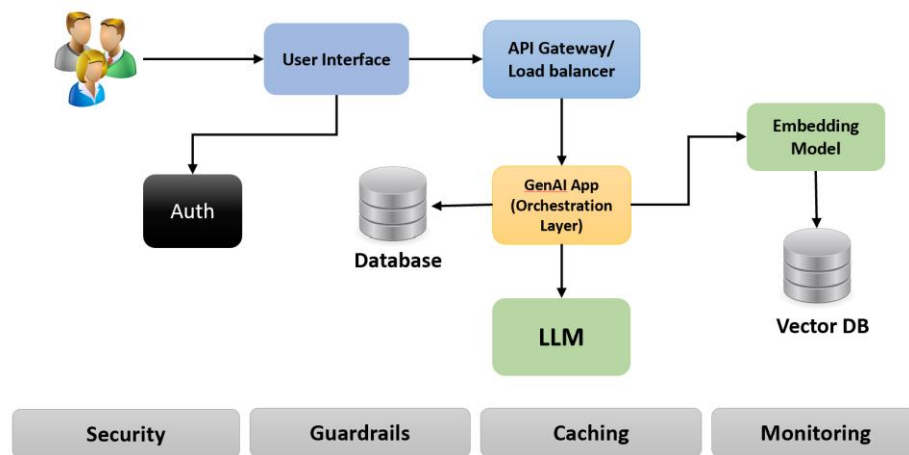 User Interface
API Gateway/
Load balancer
Embedding
Model
Auth
GenAI App
(Orchestration
Layer)
Database
Vector DB
LLM
Security
Guardrails
Caching
Monitoring